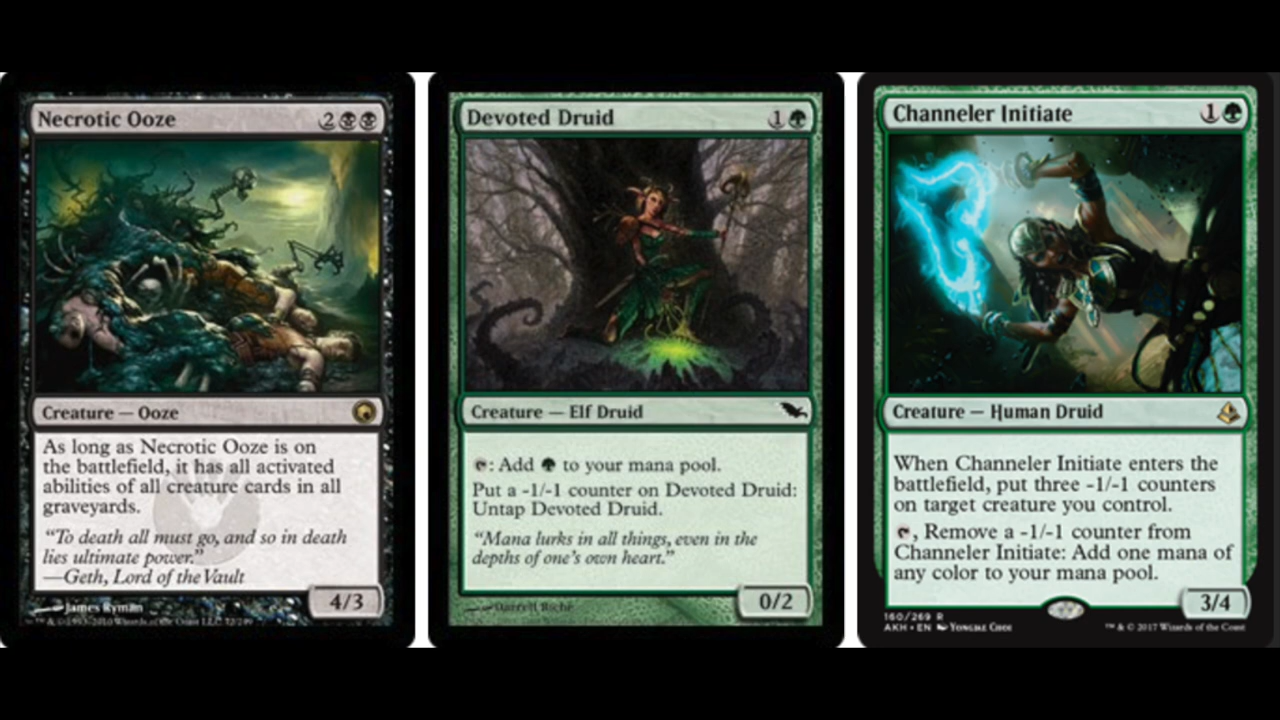 Necrotic Ooze 2
Creature — Ooze
As long as Necrotic Ooze is on
the battlefield, it has all activated
abilities of all creature cards in all
graveyards.
“To death all must go, and so in death
lies ultimate power.”
—Geth, Lord of the Vault
4/3
James Ryman
Devoted Druid 1
Creature — Elf Druid
: Add to your mana pool.
Put a -1/-1 counter on Devoted Druid:
Untap Devoted Druid.
“Mana lurks in all things, even in the
depths of one’s own heart.”
0/2
Channeler Initiate 1
Creature — Human Druid
When Channeler Initiate enters the
battlefield, put three -1/-1 counters
on target creature you control.
, Remove a -1/-1 counter from
Channeler Initiate: Add one mana of
any color to your mana pool.
3/4
160/269 R
AKH • EN Yongjae Choi
™ & © 2017 Wizards of the Coast